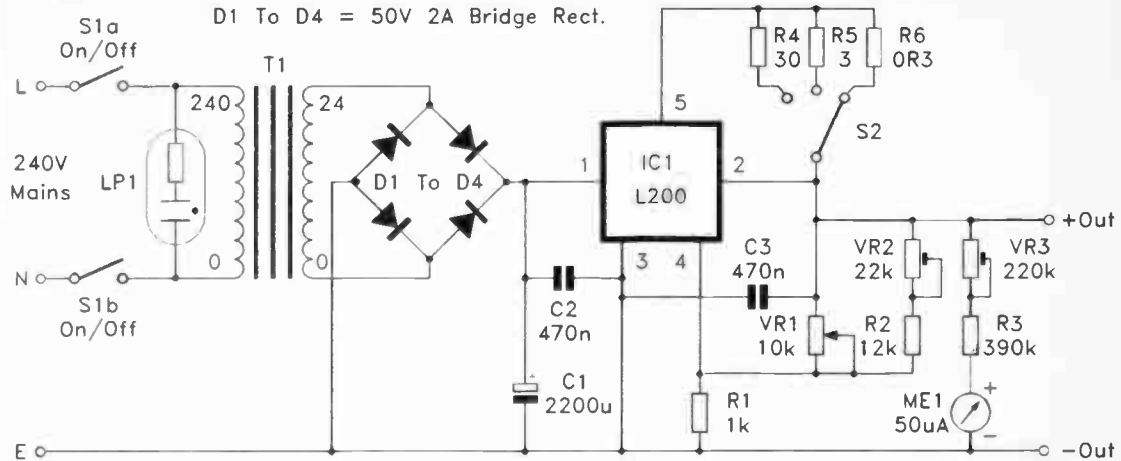 D1 To D4 = 50V 2A Bridge Rect.
S1a
On/Off
L
T1
240
24
240V
Mains
LP1
D1 To D4
0
0
N
S1b
On/Off
E
C2
470n
C1
2200u
+
1
IC1
L200
2
3
4
5
R4
30
R5
3
R6
0R3
S2
C3
470n
VR1
10k
R1
1k
VR2
22k
R2
12k
VR3
220k
R3
390k
ME1
50uA
+
−
+Out
−Out